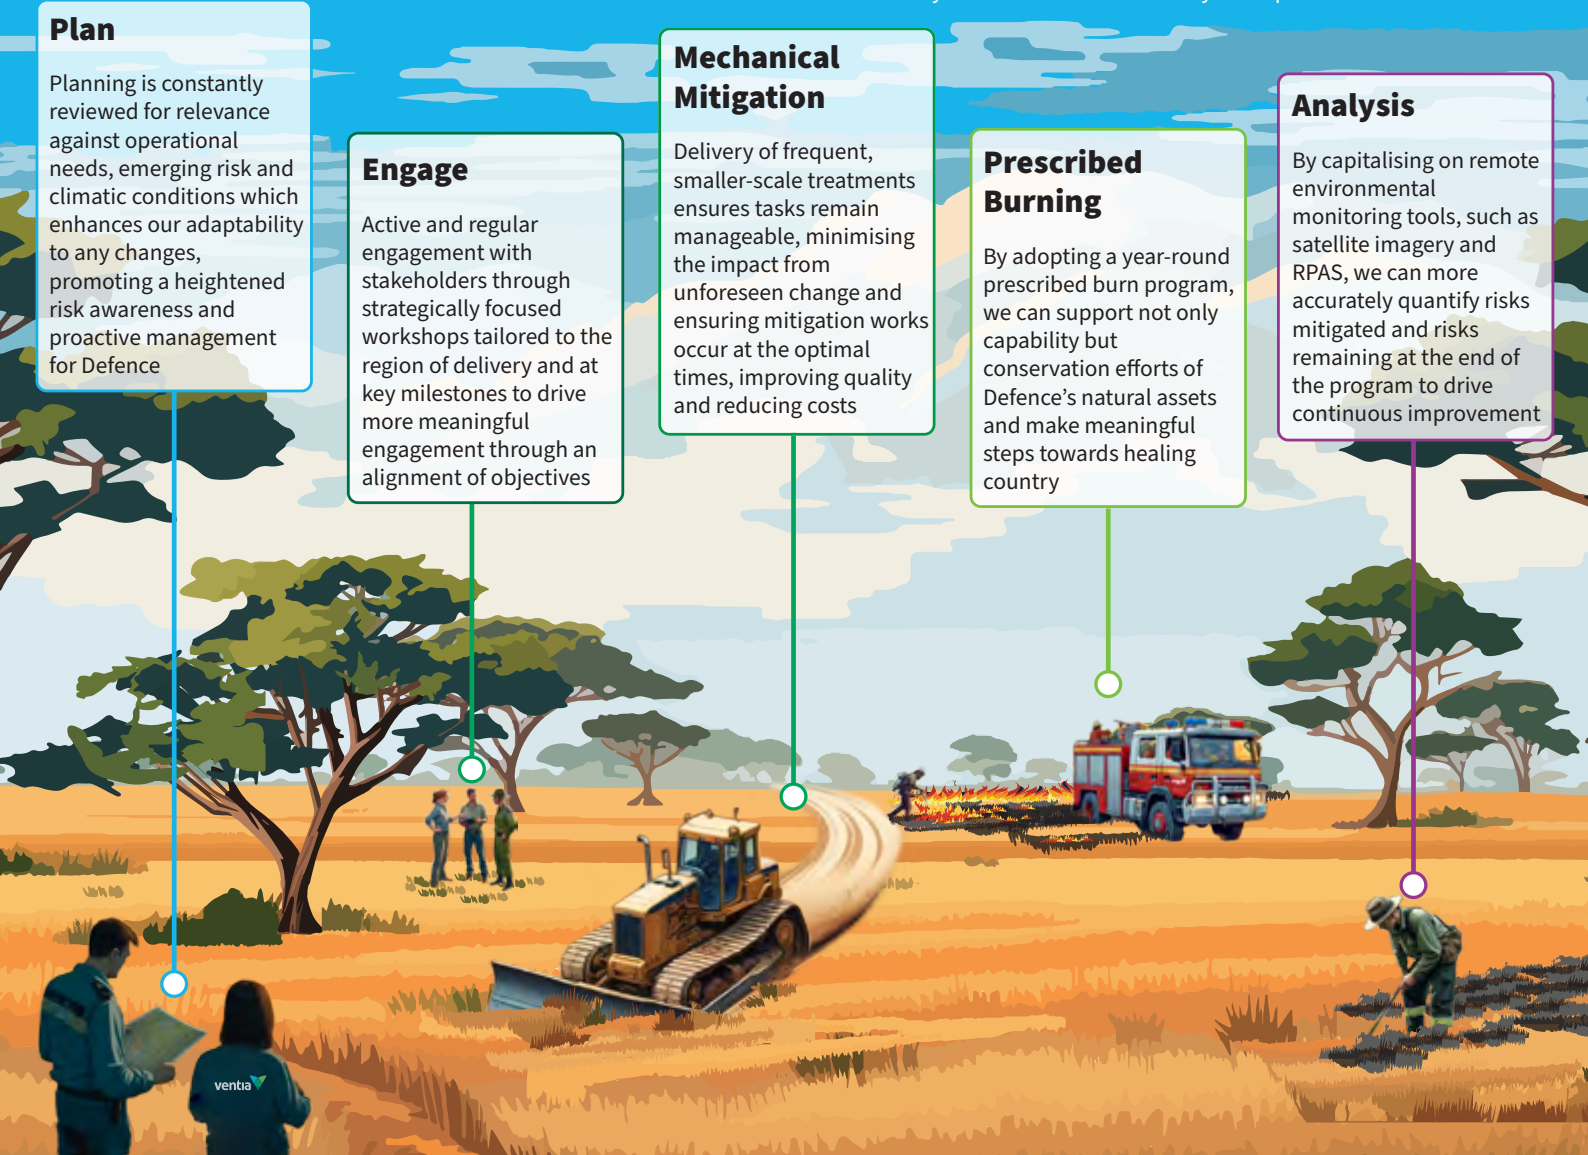 Plan
Planning is constantly
reviewed for relevance
against operational
needs, emerging risk and
climatic conditions which
enhances our adaptability
to any changes,
promoting a heightened
risk awareness and
proactive management
for Defence
Engage
Active and regular
engagement with
stakeholders through
strategically focused
workshops tailored to the
region of delivery and at
key milestones to drive
more meaningful
engagement through an
alignment of objectives
Mechanical
Mitigation
Delivery of frequent,
smaller-scale treatments
ensures tasks remain
manageable, minimising
the impact from
unforeseen change and
ensuring mitigation works
occur at the optimal
times, improving quality
and reducing costs
Prescribed
Burning
By adopting a year-round
prescribed burn program,
we can support not only
capability but
conservation efforts of
Defence’s natural assets
and make meaningful
steps towards healing
country
Analysis
By capitalising on remote
environmental
monitoring tools, such as
satellite imagery and
RPAS, we can more
accurately quantify risks
mitigated and risks
remaining at the end of
the program to drive
continuous improvement
ventia